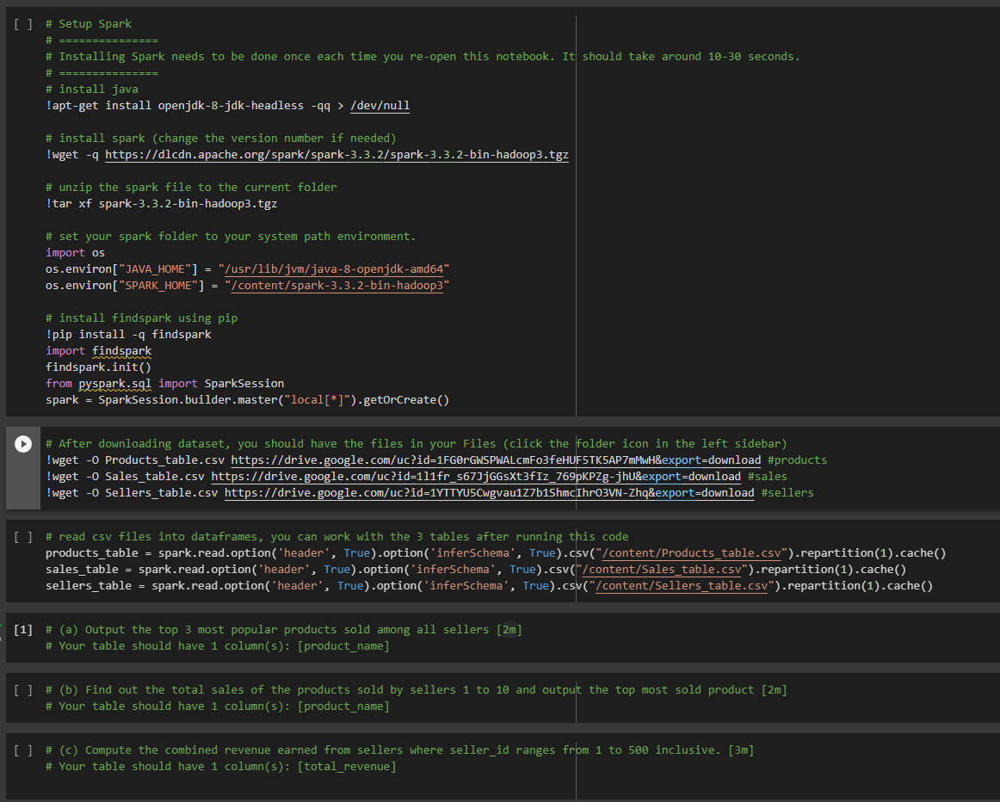 [ ] # Setup Spark
# ===============
# Installing Spark needs to be done once each time you re-open this notebook. It should take around 10-30 seconds.
# ===============
# install java
!apt-get install openjdk-8-jdk-headless -qq > /dev/null
# install spark (change the version number if needed)
!wget -q https://dlcdn.apache.org/spark/spark-3.3.2/spark-3.3.2-bin-hadoop3.tgz
# unzip the spark file to the current folder
!tar xf spark-3.3.2-bin-hadoop3.tgz
# set your spark folder to your system path environment.
import os
os.environ["JAVA_HOME"] = "/usr/lib/jvm/java-8-openjdk-amd64"
os.environ["SPARK_HOME"] = "/content/spark-3.3.2-bin-hadoop3"
# install findspark using pip
!pip install -q findspark
import findspark
findspark.init()
from pyspark.sql import SparkSession
spark = SparkSession.builder.master("local[*]").getOrCreate()
# After downloading dataset, you should have the files in your Files (click the folder icon in the left sidebar)
!wget -O Products_table.csv https://drive.google.com/uc?id=1FG0rGWSPWALcmFo3feHUF5TK5AP7mMwH&export=download #products
!wget -O Sales_table.csv https://drive.google.com/uc?id=1l1fr_s67JjGGsXt3fIz_769pKPZg-jhU&export=download #sales
!wget -O Sellers_table.csv https://drive.google.com/uc?id=1YTTYU5Cwgvau1Z7b1ShmcIhrO3VN-Zhq&export=download #sellers
[ ] # read csv files into dataframes, you can work with the 3 tables after running this code
products_table = spark.read.option('header', True).option('inferSchema', True).csv("/content/Products_table.csv").repartition(1).cache()
sales_table = spark.read.option('header', True).option('inferSchema', True).csv("/content/Sales_table.csv").repartition(1).cache()
sellers_table = spark.read.option('header', True).option('inferSchema', True).csv("/content/Sellers_table.csv").repartition(1).cache()
[1] # (a) Output the top 3 most popular products sold among all sellers [2m]
# Your table should have 1 column(s): [product_name]
[ ] # (b) Find out the total sales of the products sold by sellers 1 to 10 and output the top most sold product [2m]
# Your table should have 1 column(s): [product_name]
[ ] # (c) Compute the combined revenue earned from sellers where seller_id ranges from 1 to 500 inclusive. [3m]
# Your table should have 1 column(s): [total_revenue]